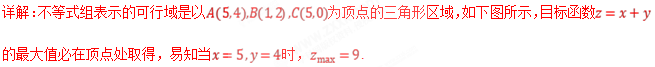 详解:不等式组表示的可行域是以A(5,4),B(1,2),C(5,0)为顶点的三角形区域,如下图所示,目标函数z = x + y
的最大值必在顶点处取得,易知当x = 5, y = 4时, z_max = 9.